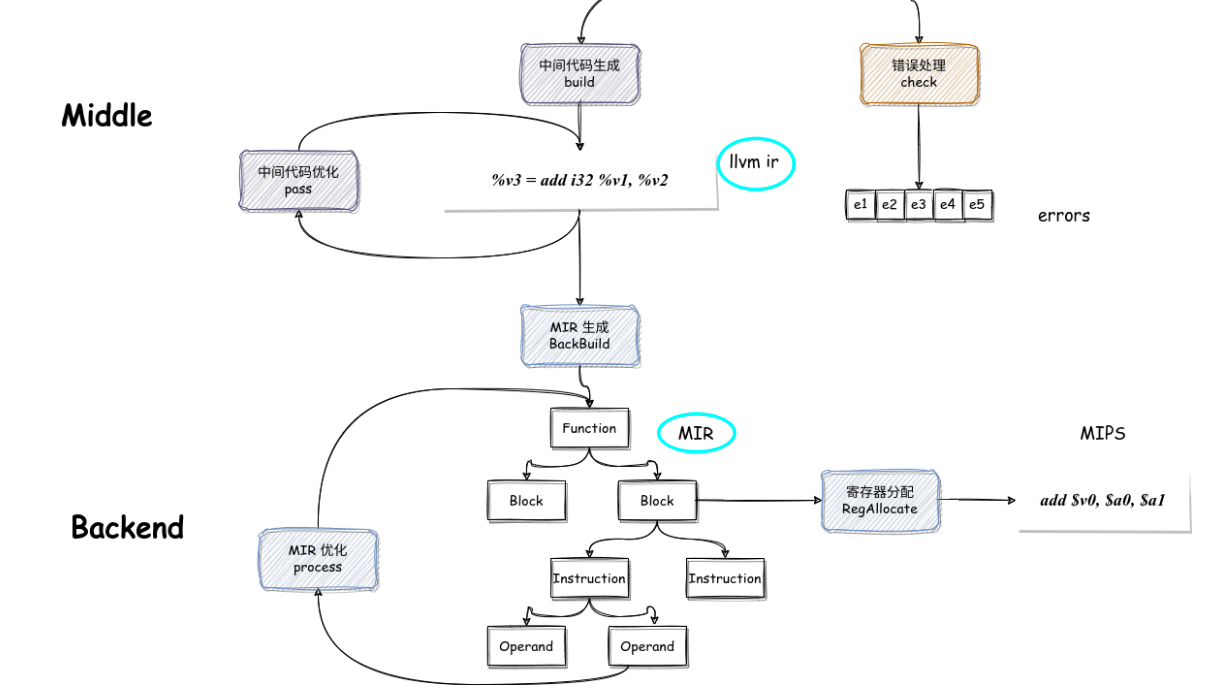 中间代码生成
build
错误处理
check
Middle
中间代码优化
pass
%v3 = add i32 %v1, %v2
llvm ir
e1 e2 e3 e4 e5
errors
MIR 生成
BackBuild
Function
MIR
MIPS
Block
Block
寄存器分配
RegAllocate
add $v0, $a0, $a1
Backend
MIR 优化
process
Instruction
Instruction
Operand
Operand